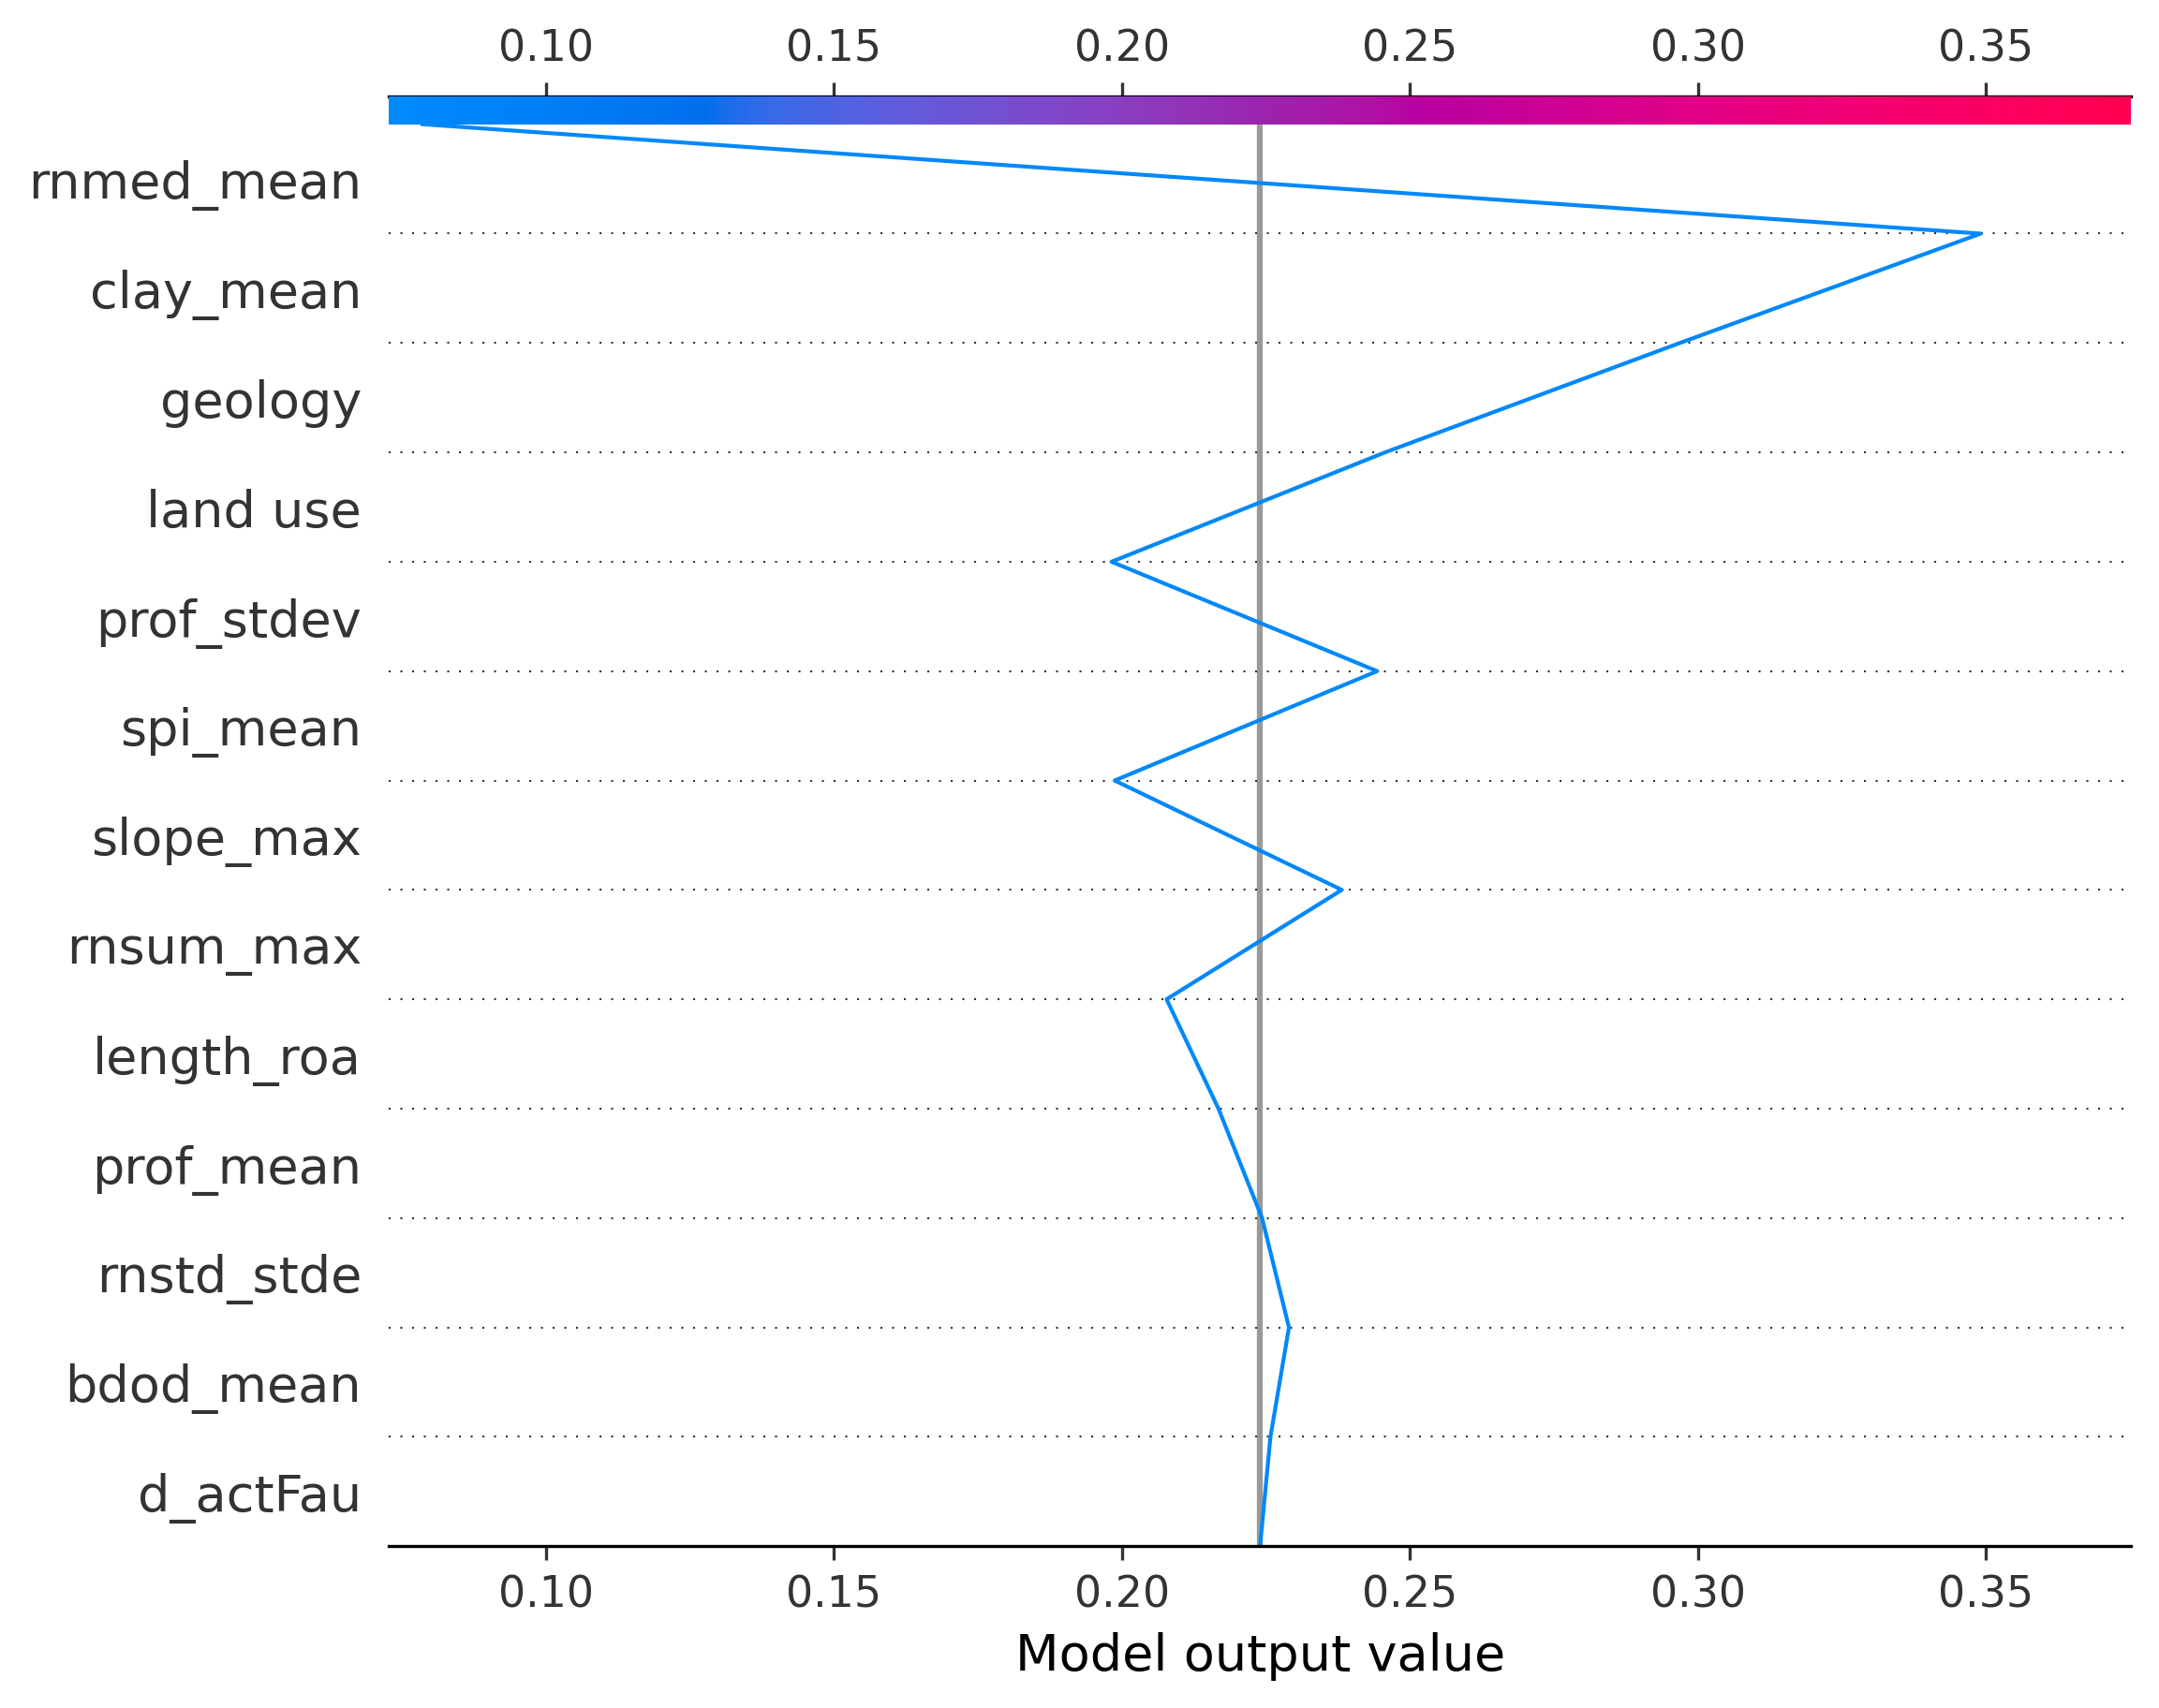 0.10 0.15 0.20 0.25 0.30 0.35
rnmed_mean
clay_mean
geology
land use
prof_stdev
spi_mean
slope_max
rnsum_max
length_roa
prof_mean
rnstd_stde
bdod_mean
d_actFau
0.10 0.15 0.20 0.25 0.30 0.35
Model output value